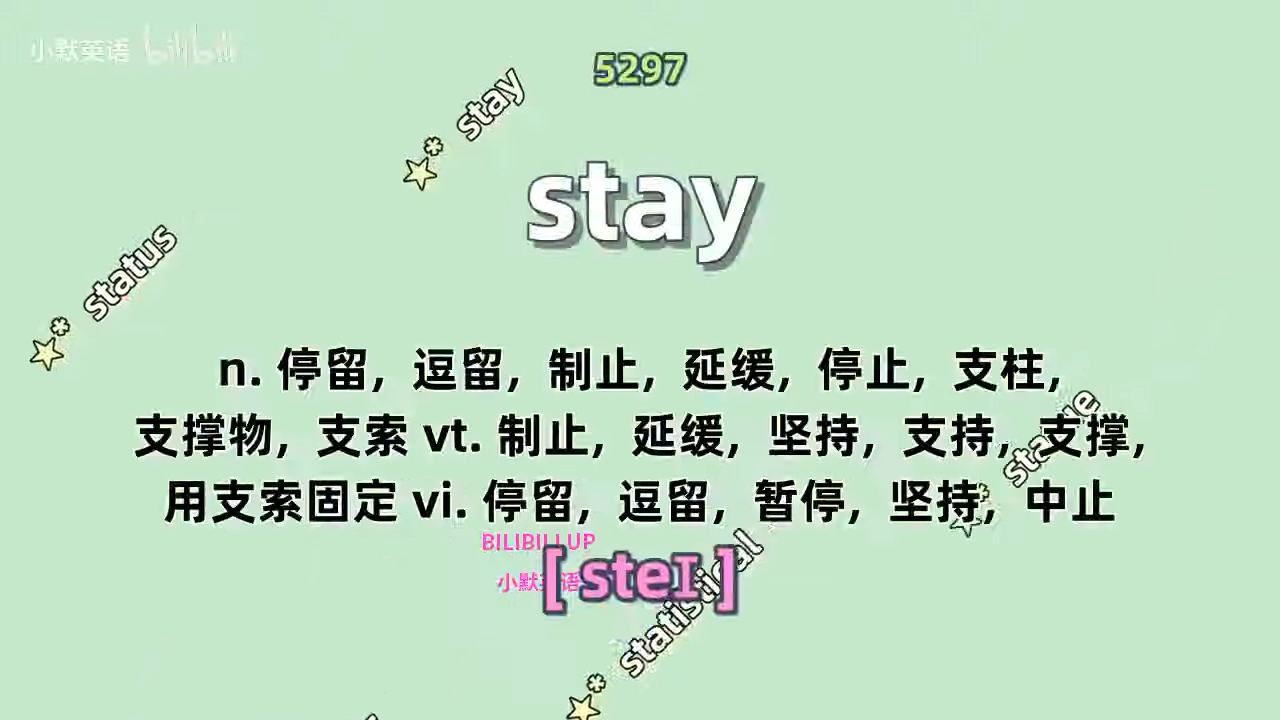 小默英语 bilibili
5297
stay
stay
status
n. 停留, 逗留, 制止, 延缓, 停止, 支柱,
支撑物, 支索 vt. 制止, 延缓, 坚持, 支持, 支撑,
用支索固定 vi. 停留, 逗留, 暂停, 坚持, 中止
BILIBILI UP
小默英语
[ steɪ ]
statistical